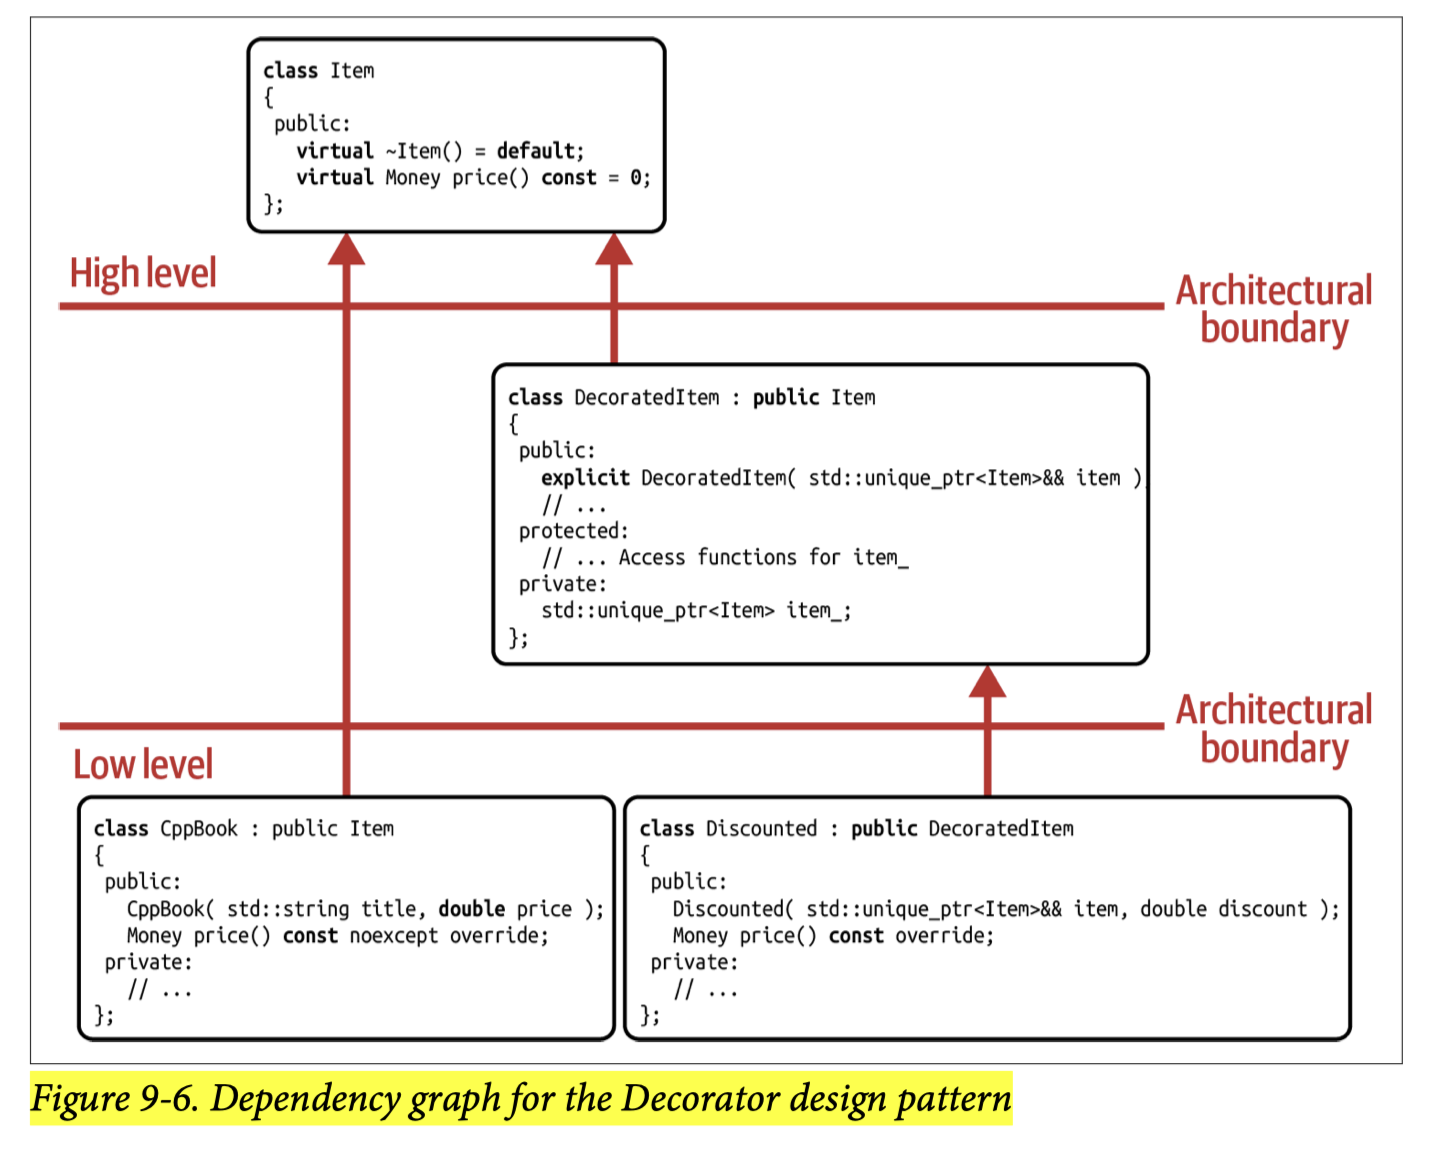 class Item
{
public:
virtual ~Item() = default;
virtual Money price() const = 0;
};
High level
Architectural
boundary
class DecoratedItem : public Item
{
public:
explicit DecoratedItem( std::unique_ptr<Item>&& item )
// ...
protected:
// ... Access functions for item_
private:
std::unique_ptr<Item> item_;
};
Architectural
boundary
Low level
class CppBook : public Item
{
public:
CppBook( std::string title, double price );
Money price() const noexcept override;
private:
// ...
};
class Discounted : public DecoratedItem
{
public:
Discounted( std::unique_ptr<Item>&& item, double discount );
Money price() const override;
private:
// ...
};
Figure 9-6. Dependency graph for the Decorator design pattern